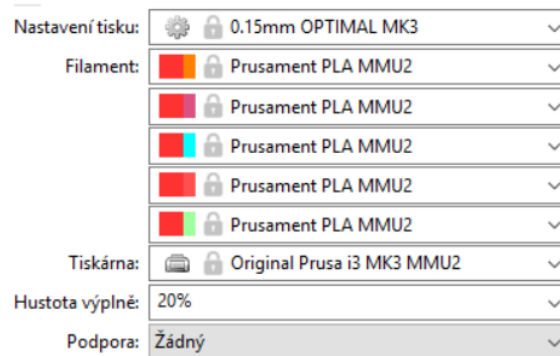 Nastavení tisku: 0.15mm OPTIMAL MK3
Filament: Prusament PLA MMU2
Prusament PLA MMU2
Prusament PLA MMU2
Prusament PLA MMU2
Prusament PLA MMU2
Tiskárna: Original Prusa i3 MK3 MMU2
Hustota výplně: 20%
Podpora: Žádný